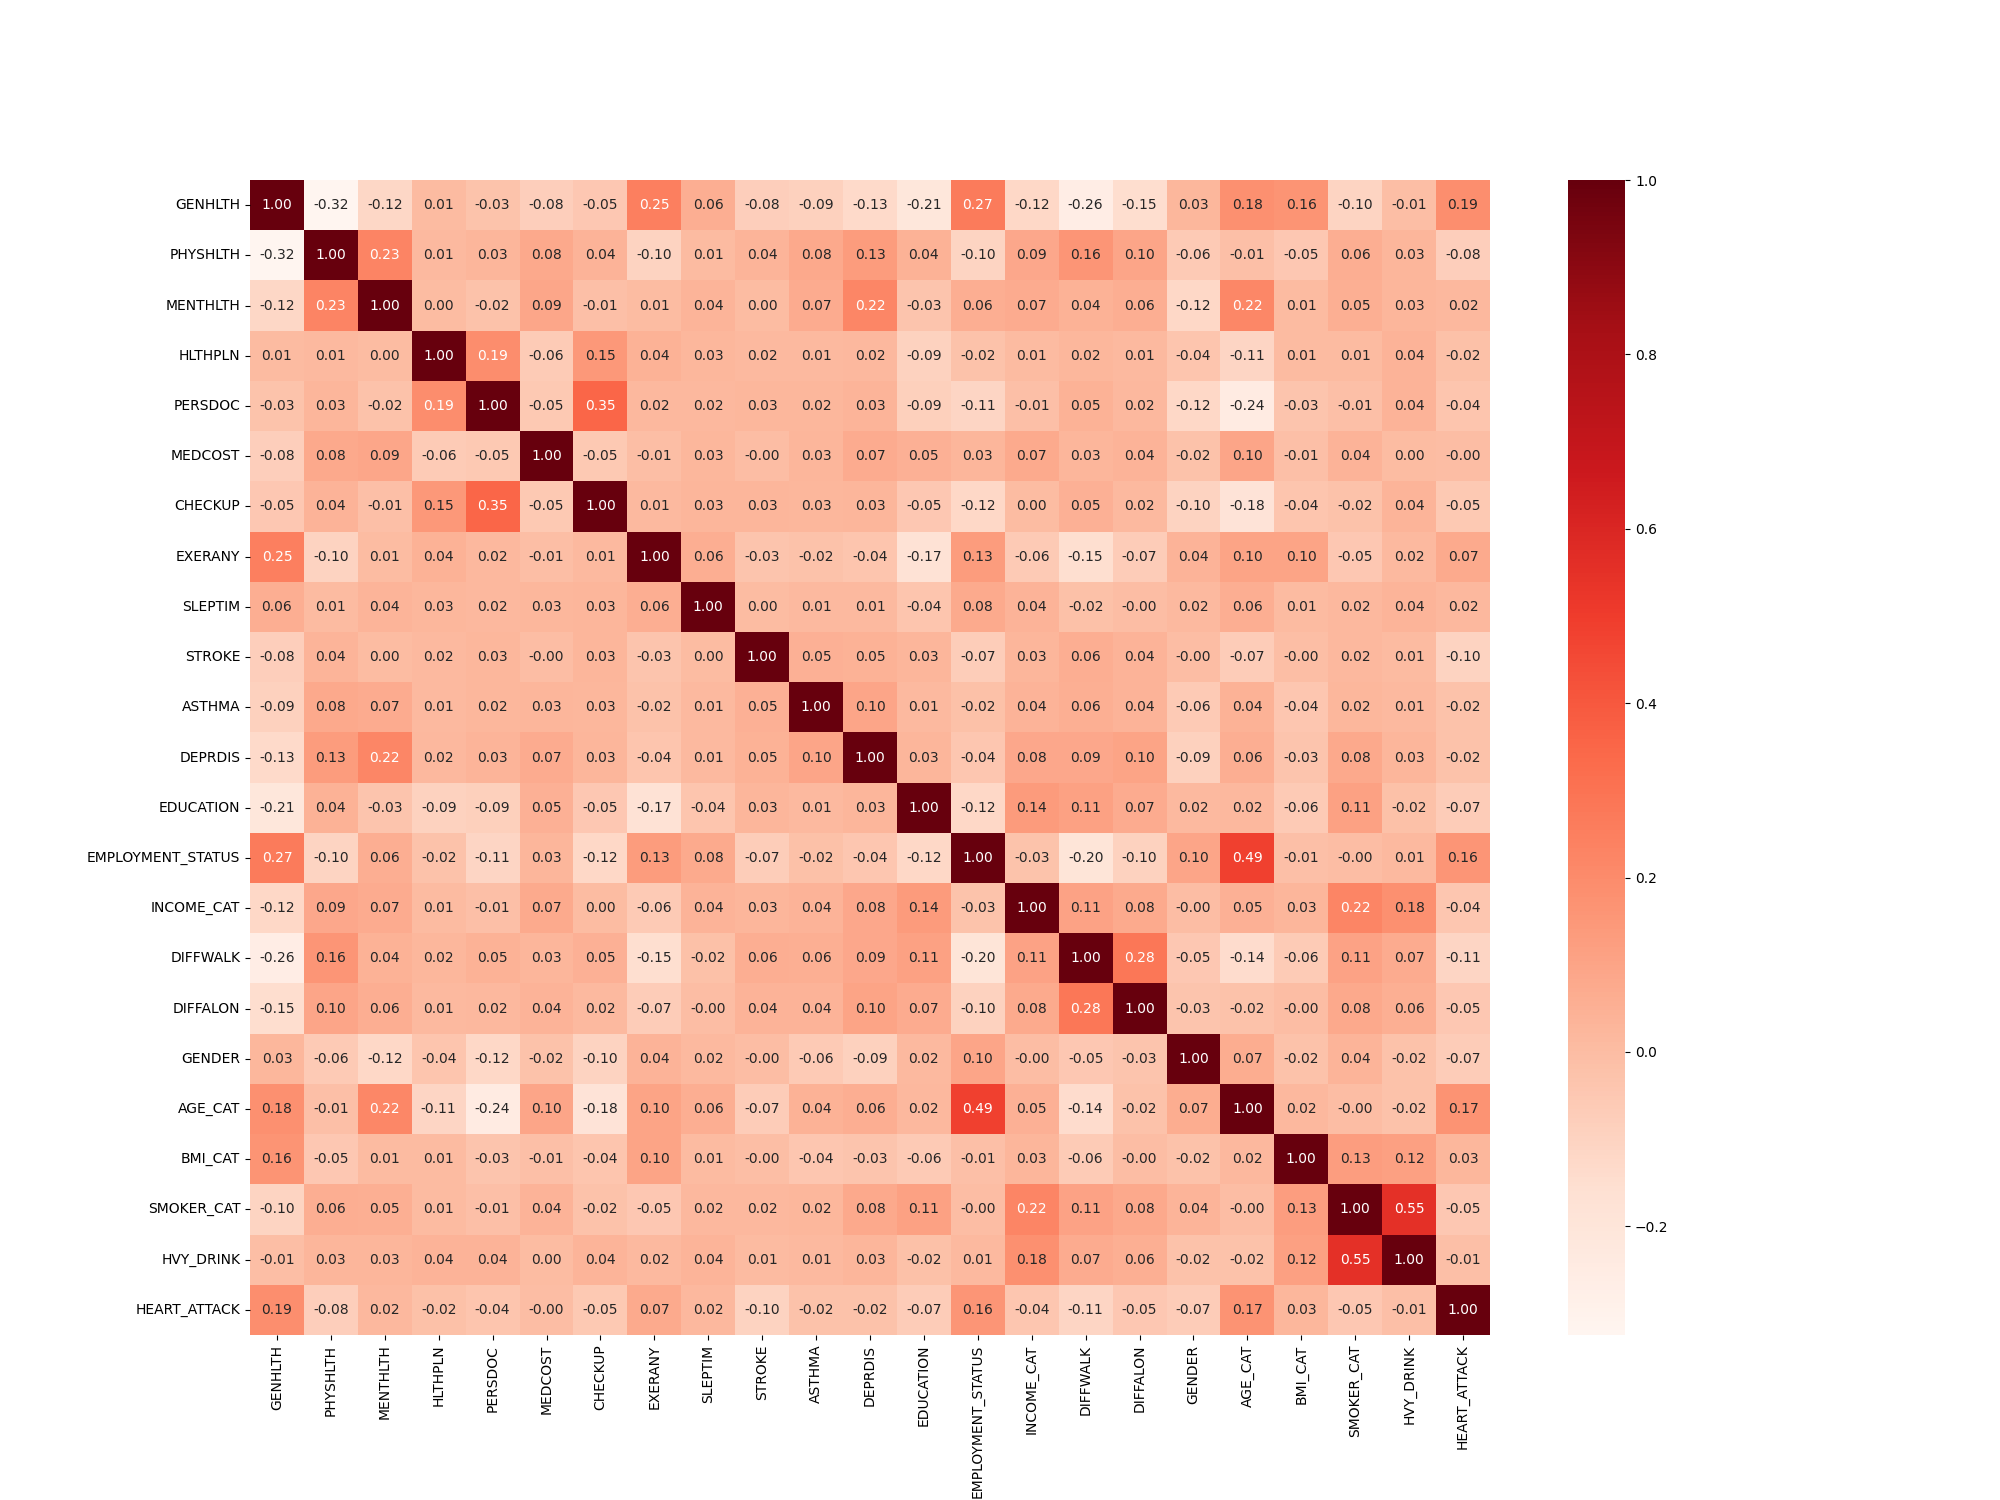 GENHLTH 1.00 -0.32 -0.12 0.01 -0.03 -0.08 -0.05 0.25 0.06 -0.08 -0.09 -0.13 -0.21 0.27 -0.12 -0.26 -0.15 0.03 0.18 0.16 -0.10 -0.01 0.19
PHYSHLTH -0.32 1.00 0.23 0.01 0.03 0.08 0.04 -0.10 0.01 0.04 0.08 0.13 0.04 -0.10 0.09 0.16 0.10 -0.06 -0.01 -0.05 0.06 0.03 -0.08
MENTHLTH -0.12 0.23 1.00 0.00 -0.02 0.09 -0.01 0.01 0.04 0.00 0.07 0.22 -0.03 0.06 0.07 0.04 0.06 -0.12 0.22 0.01 0.05 0.03 0.02
HLTHPLN 0.01 0.01 0.00 1.00 0.19 -0.06 0.15 0.04 0.03 0.02 0.01 0.02 -0.09 -0.02 0.01 0.02 0.01 -0.04 -0.11 0.01 0.01 0.04 -0.02
PERSDOC -0.03 0.03 -0.02 0.19 1.00 -0.05 0.35 0.02 0.02 0.03 0.02 0.03 -0.09 -0.11 -0.01 0.05 0.02 -0.12 -0.24 -0.03 -0.01 0.04 -0.04
MEDCOST -0.08 0.08 0.09 -0.06 -0.05 1.00 -0.05 -0.01 0.03 -0.00 0.03 0.07 0.05 0.03 0.07 0.03 0.04 -0.02 0.10 -0.01 0.04 0.00 -0.00
CHECKUP -0.05 0.04 -0.01 0.15 0.35 -0.05 1.00 0.01 0.03 0.03 0.03 0.03 -0.05 -0.12 0.00 0.05 0.02 -0.10 -0.18 -0.04 -0.02 0.04 -0.05
EXERANY 0.25 -0.10 0.01 0.04 0.02 -0.01 0.01 1.00 0.06 -0.03 -0.02 -0.04 -0.17 0.13 -0.06 -0.15 -0.07 0.04 0.10 0.10 -0.05 0.02 0.07
SLEPTIM 0.06 0.01 0.04 0.03 0.02 0.03 0.03 0.06 1.00 0.00 0.01 0.01 -0.04 0.08 0.04 -0.02 -0.00 0.02 0.06 0.01 0.02 0.04 0.02
STROKE -0.08 0.04 0.00 0.02 0.03 -0.00 0.03 -0.03 0.00 1.00 0.05 0.05 0.03 -0.07 0.03 0.06 0.04 -0.00 -0.07 -0.00 0.02 0.01 -0.10
ASTHMA -0.09 0.08 0.07 0.01 0.02 0.03 0.03 -0.02 0.01 0.05 1.00 0.10 0.01 -0.02 0.04 0.06 0.04 -0.06 0.04 -0.04 0.02 0.01 -0.02
DEPRDIS -0.13 0.13 0.22 0.02 0.03 0.07 0.03 -0.04 0.01 0.05 0.10 1.00 0.03 -0.04 0.08 0.09 0.10 -0.09 0.06 -0.03 0.08 0.03 -0.02
EDUCATION -0.21 0.04 -0.03 -0.09 -0.09 0.05 -0.05 -0.17 -0.04 0.03 0.01 0.03 1.00 -0.12 0.14 0.11 0.07 0.02 0.02 -0.06 0.11 -0.02 -0.07
EMPLOYMENT_STATUS 0.27 -0.10 0.06 -0.02 -0.11 0.03 -0.12 0.13 0.08 -0.07 -0.02 -0.04 -0.12 1.00 -0.03 -0.20 -0.10 0.10 0.49 -0.01 -0.00 0.01 0.16
INCOME_CAT -0.12 0.09 0.07 0.01 -0.01 0.07 0.00 -0.06 0.04 0.03 0.04 0.08 0.14 -0.03 1.00 0.11 0.08 -0.00 0.05 0.03 0.22 0.18 -0.04
DIFFWALK -0.26 0.16 0.04 0.02 0.05 0.03 0.05 -0.15 -0.02 0.06 0.06 0.09 0.11 -0.20 0.11 1.00 0.28 -0.05 -0.14 -0.06 0.11 0.07 -0.11
DIFFALON -0.15 0.10 0.06 0.01 0.02 0.04 0.02 -0.07 -0.00 0.04 0.04 0.10 0.07 -0.10 0.08 0.28 1.00 -0.03 -0.02 -0.00 0.08 0.06 -0.05
GENDER 0.03 -0.06 -0.12 -0.04 -0.12 -0.02 -0.10 0.04 0.02 -0.00 -0.06 -0.09 0.02 0.10 -0.00 -0.05 -0.03 1.00 0.07 -0.02 0.04 -0.02 -0.07
AGE_CAT 0.18 -0.01 0.22 -0.11 -0.24 0.10 -0.18 0.10 0.06 -0.07 0.04 0.06 0.02 0.49 0.05 -0.14 -0.02 0.07 1.00 0.02 -0.00 -0.02 0.17
BMI_CAT 0.16 -0.05 0.01 0.01 -0.03 -0.01 -0.04 0.10 0.01 -0.00 -0.04 -0.03 -0.06 -0.01 0.03 -0.06 -0.00 -0.02 0.02 1.00 0.13 0.12 0.03
SMOKER_CAT -0.10 0.06 0.05 0.01 -0.01 0.04 -0.02 -0.05 0.02 0.02 0.02 0.08 0.11 -0.00 0.22 0.11 0.08 0.04 -0.00 0.13 1.00 0.55 -0.05
HVY_DRINK -0.01 0.03 0.03 0.04 0.04 0.00 0.04 0.02 0.04 0.01 0.01 0.03 -0.02 0.01 0.18 0.07 0.06 -0.02 -0.02 0.12 0.55 1.00 -0.01
HEART_ATTACK 0.19 -0.08 0.02 -0.02 -0.04 -0.00 -0.05 0.07 0.02 -0.10 -0.02 -0.02 -0.07 0.16 -0.04 -0.11 -0.05 -0.07 0.17 0.03 -0.05 -0.01 1.00
GENHLTH
PHYSHLTH
MENTHLTH
HLTHPLN
PERSDOC
MEDCOST
CHECKUP
EXERANY
SLEPTIM
STROKE
ASTHMA
DEPRDIS
EDUCATION
EMPLOYMENT_STATUS
INCOME_CAT
DIFFWALK
DIFFALON
GENDER
AGE_CAT
BMI_CAT
SMOKER_CAT
HVY_DRINK
HEART_ATTACK
1.0
0.8
0.6
0.4
0.2
0.0
−0.2